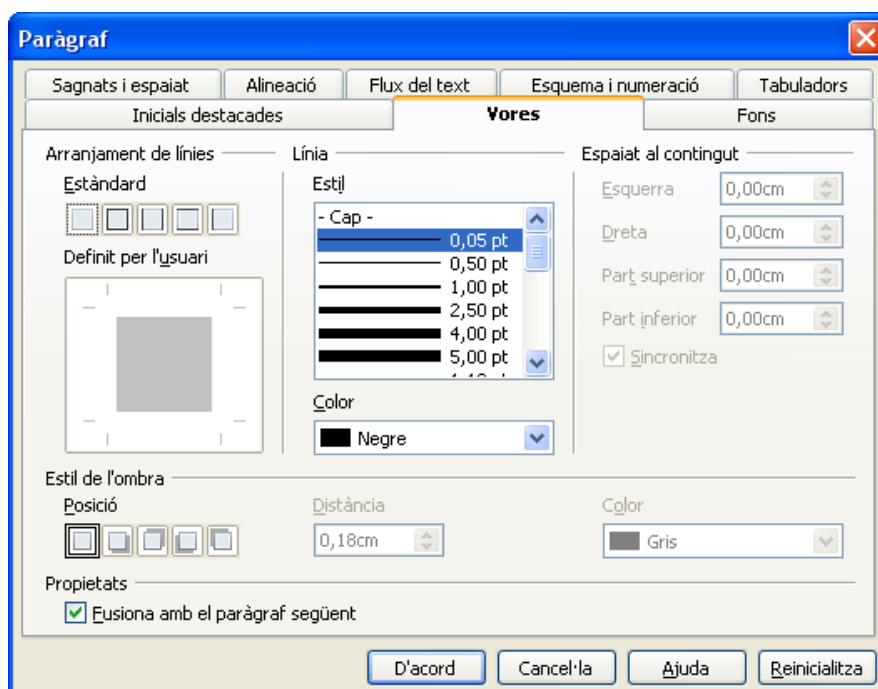 Paràgraf
Sagnats i espaiat Alineació Flux del text Esquema i numeració Tabuladors
Inicials destacades Vores Fons
Arranjament de línies
Estàndard
Definit per l'usuari
Línia
Estil
- Cap -
0,05 pt
0,50 pt
1,00 pt
2,50 pt
4,00 pt
5,00 pt
Color
Negre
Espaiat al contingut
Esquerra 0,00cm
Dreta 0,00cm
Part superior 0,00cm
Part inferior 0,00cm
Sincronitza
Estil de l'ombra
Posició
Distància
0,18cm
Color
Gris
Propietats
Fusiona amb el paràgraf següent
D'acord Cancel·la Ajuda Reinicialitza